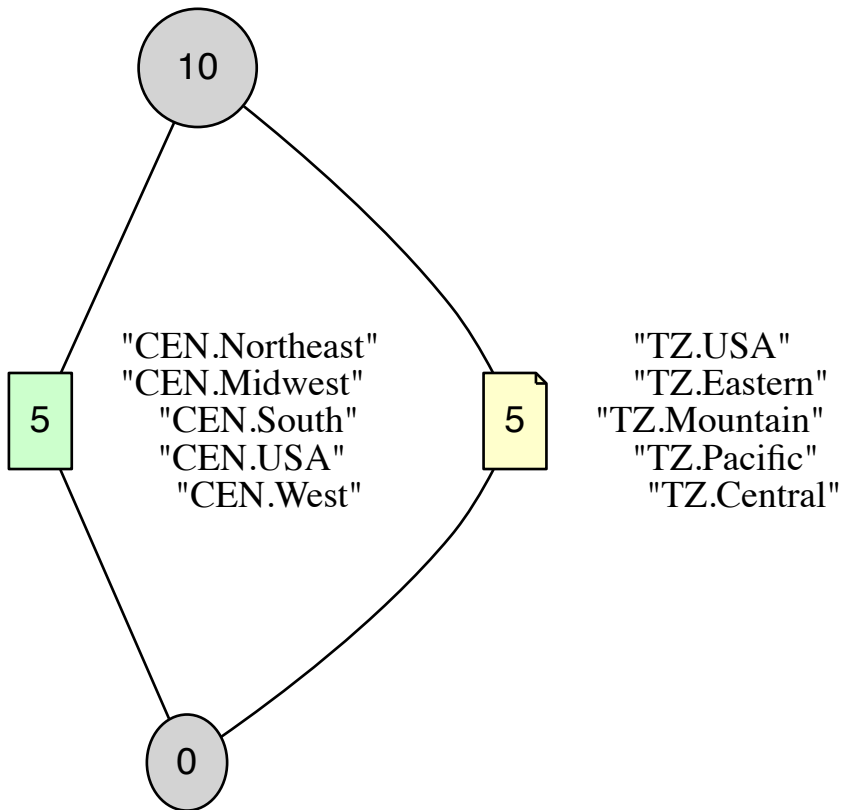 10
5
"CEN.Northeast"
"CEN.Midwest"
"CEN.South"
"CEN.USA"
"CEN.West"
5
"TZ.USA"
"TZ.Eastern"
"TZ.Mountain"
"TZ.Pacific"
"TZ.Central"
0